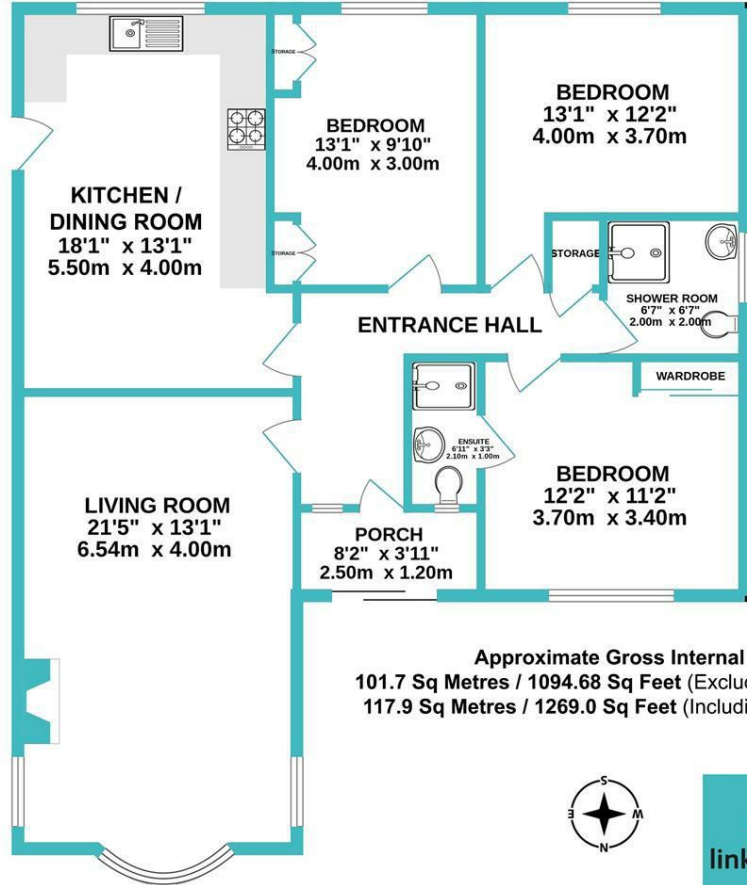 STORAGE
BEDROOM
13'1" x 9'10"
4.00m x 3.00m
BEDROOM
13'1" x 12'2"
4.00m x 3.70m
KITCHEN /
DINING ROOM
18'1" x 13'1"
5.50m x 4.00m
STORAGE
STORAGE
SHOWER ROOM
6'7" x 6'7"
2.00m x 2.00m
ENTRANCE HALL
WARDROBE
ENSUITE
6'11" x 3'3"
2.10m x 1.00m
BEDROOM
12'2" x 11'2"
3.70m x 3.40m
LIVING ROOM
21'5" x 13'1"
6.54m x 4.00m
PORCH
8'2" x 3'11"
2.50m x 1.20m
Approximate Gross Internal
101.7 Sq Metres / 1094.68 Sq Feet (Exclu
117.9 Sq Metres / 1269.0 Sq Feet (Includi
S
E W
N
link